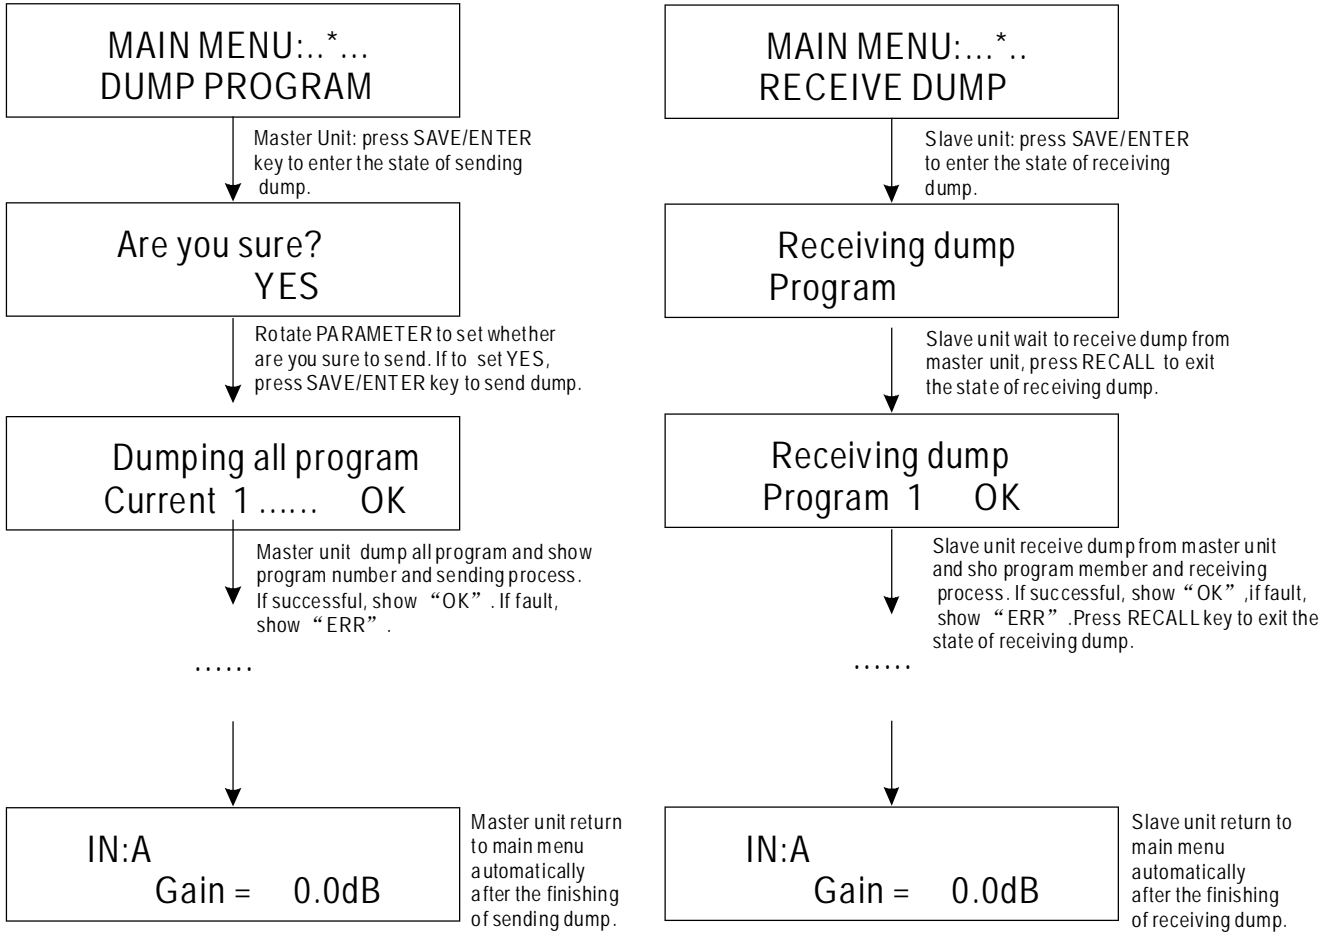 MAIN MENU:..*...
DUMP PROGRAM
Master Unit: press SAVE/ENTER
key to enter the state of sending
dump.
Are you sure?
YES
Rotate PARAMETER to set whether
are you sure to send. If to set YES,
press SAVE/ENTER key to send dump.
Dumping all program
Current 1 ...... OK
Master unit dump all program and show
program number and sending process.
If successful, show “OK”. If fault,
show “ERR”.
......
IN:A
Gain = 0.0dB
Master unit return
to main menu
automatically
after the finishing
of sending dump.
MAIN MENU:...*..
RECEIVE DUMP
Slave unit: press SAVE/ENTER
to enter the state of receiving
dump.
Receiving dump
Program
Slave unit wait to receive dump from
master unit, press RECALL to exit
the state of receiving dump.
Receiving dump
Program 1 OK
Slave unit receive dump from master unit
and sho program member and receiving
process. If successful, show “OK”,if fault,
show “ERR”.Press RECALL key to exit the
state of receiving dump.
......
IN:A
Gain = 0.0dB
Slave unit return to
main menu
automatically
after the finishing
of receiving dump.